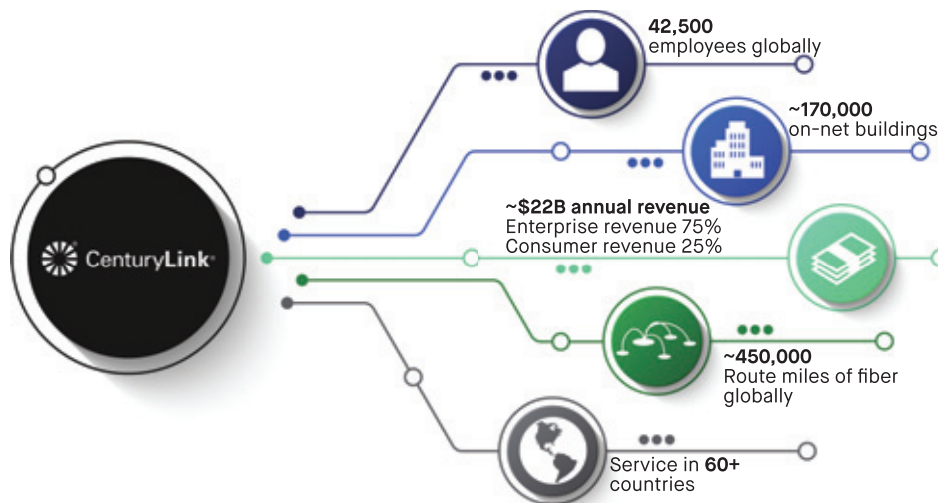 42,500
employees globally
~170,000
on-net buildings
~$22B annual revenue
Enterprise revenue 75%
Consumer revenue 25%
CenturyLink®
~450,000
Route miles of fiber
globally
Service in 60+
countries